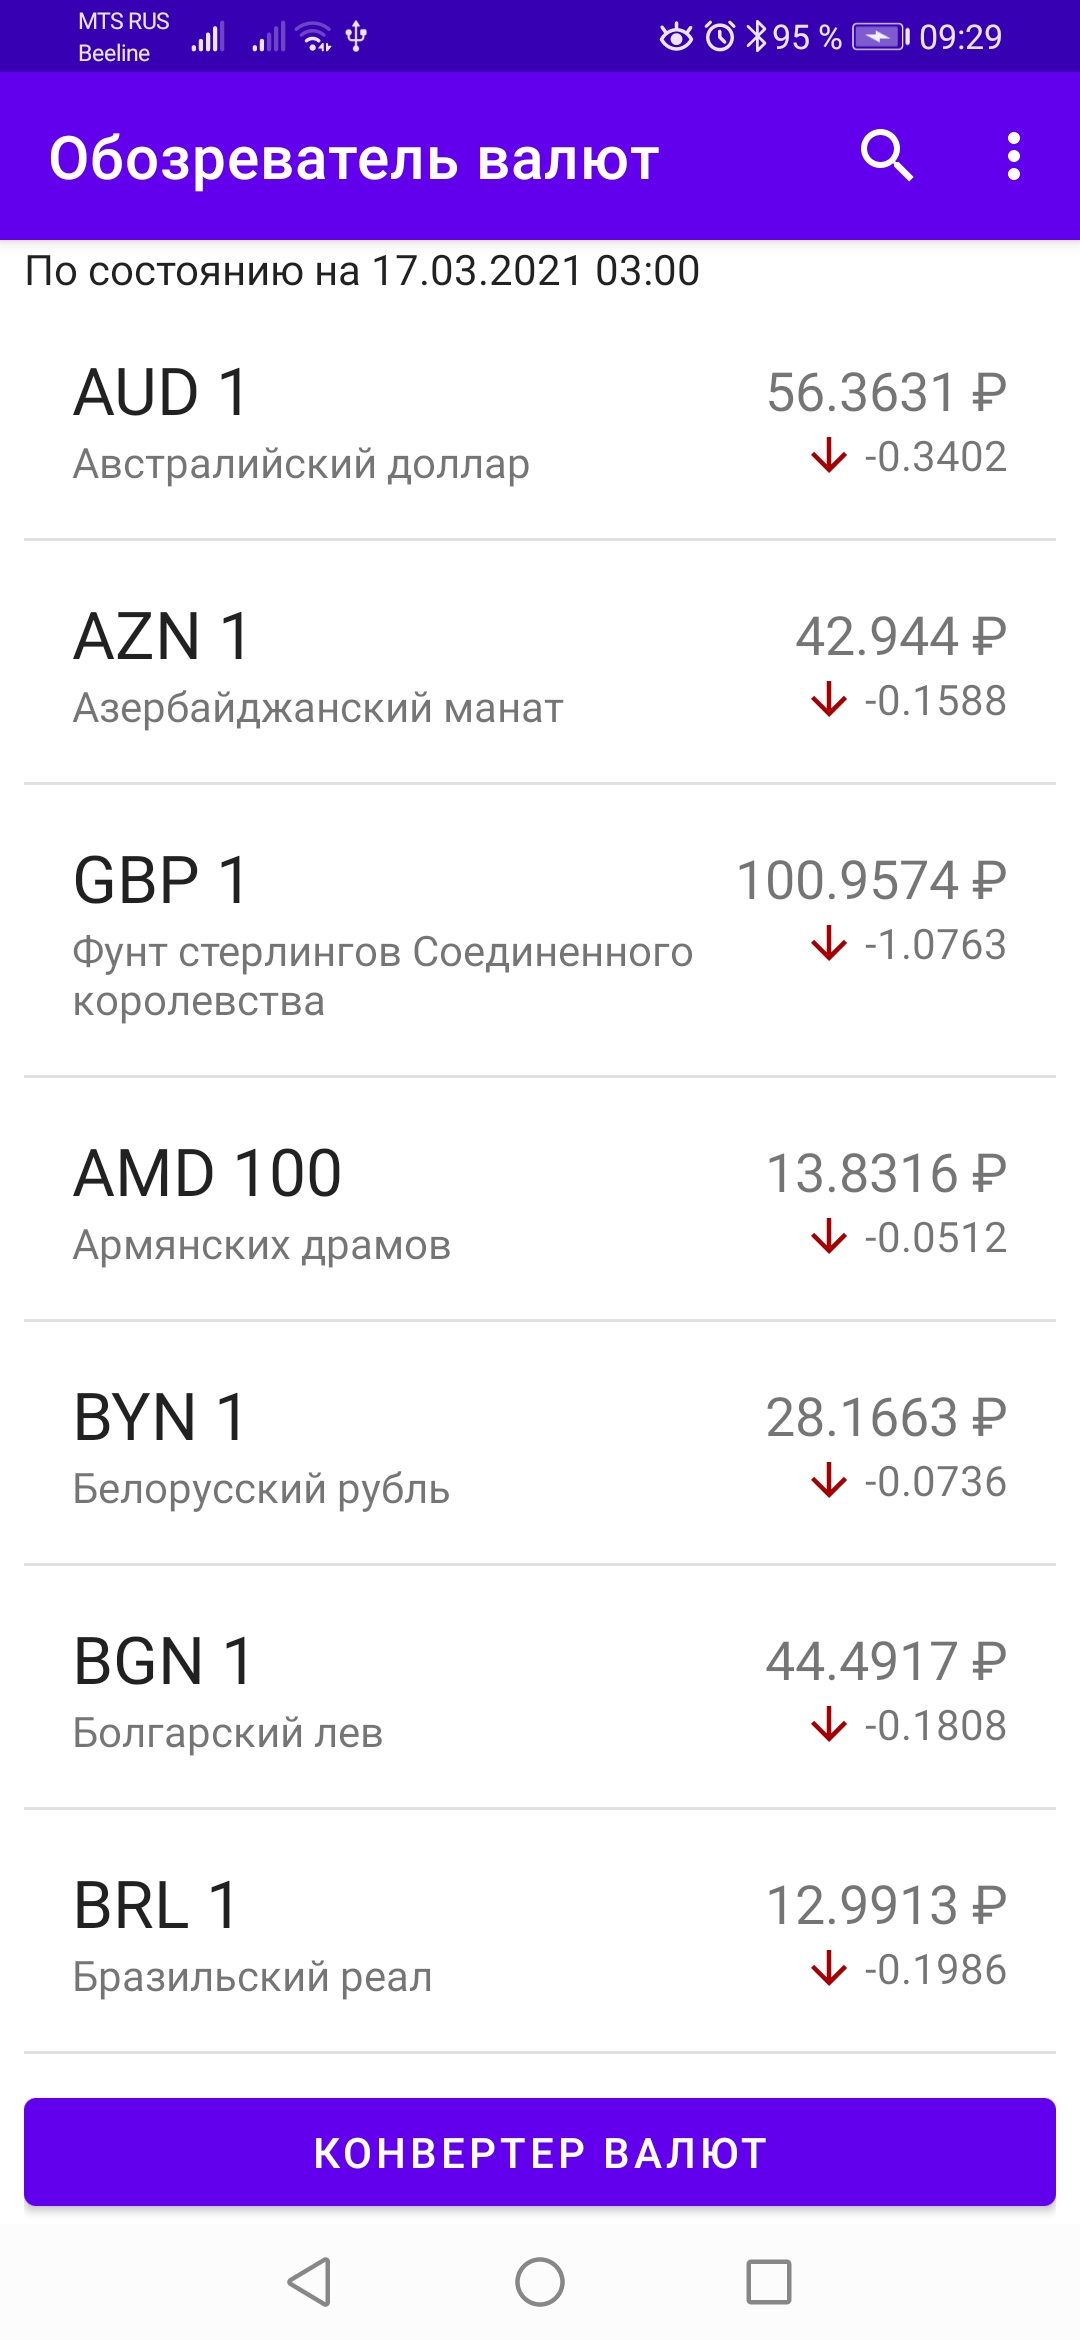 MTS RUS
Beeline
95 % 09:29
Обозреватель валют
По состоянию на 17.03.2021 03:00
AUD 1
56.3631 ₽
Австралийский доллар
-0.3402
AZN 1
42.944 ₽
Азербайджанский манат
-0.1588
GBP 1
100.9574 ₽
Фунт стерлингов Соединенного
королевства
-1.0763
AMD 100
13.8316 ₽
Армянских драмов
-0.0512
BYN 1
28.1663 ₽
Белорусский рубль
-0.0736
BGN 1
44.4917 ₽
Болгарский лев
-0.1808
BRL 1
12.9913 ₽
Бразильский реал
-0.1986
КОНВЕРТЕР ВАЛЮТ